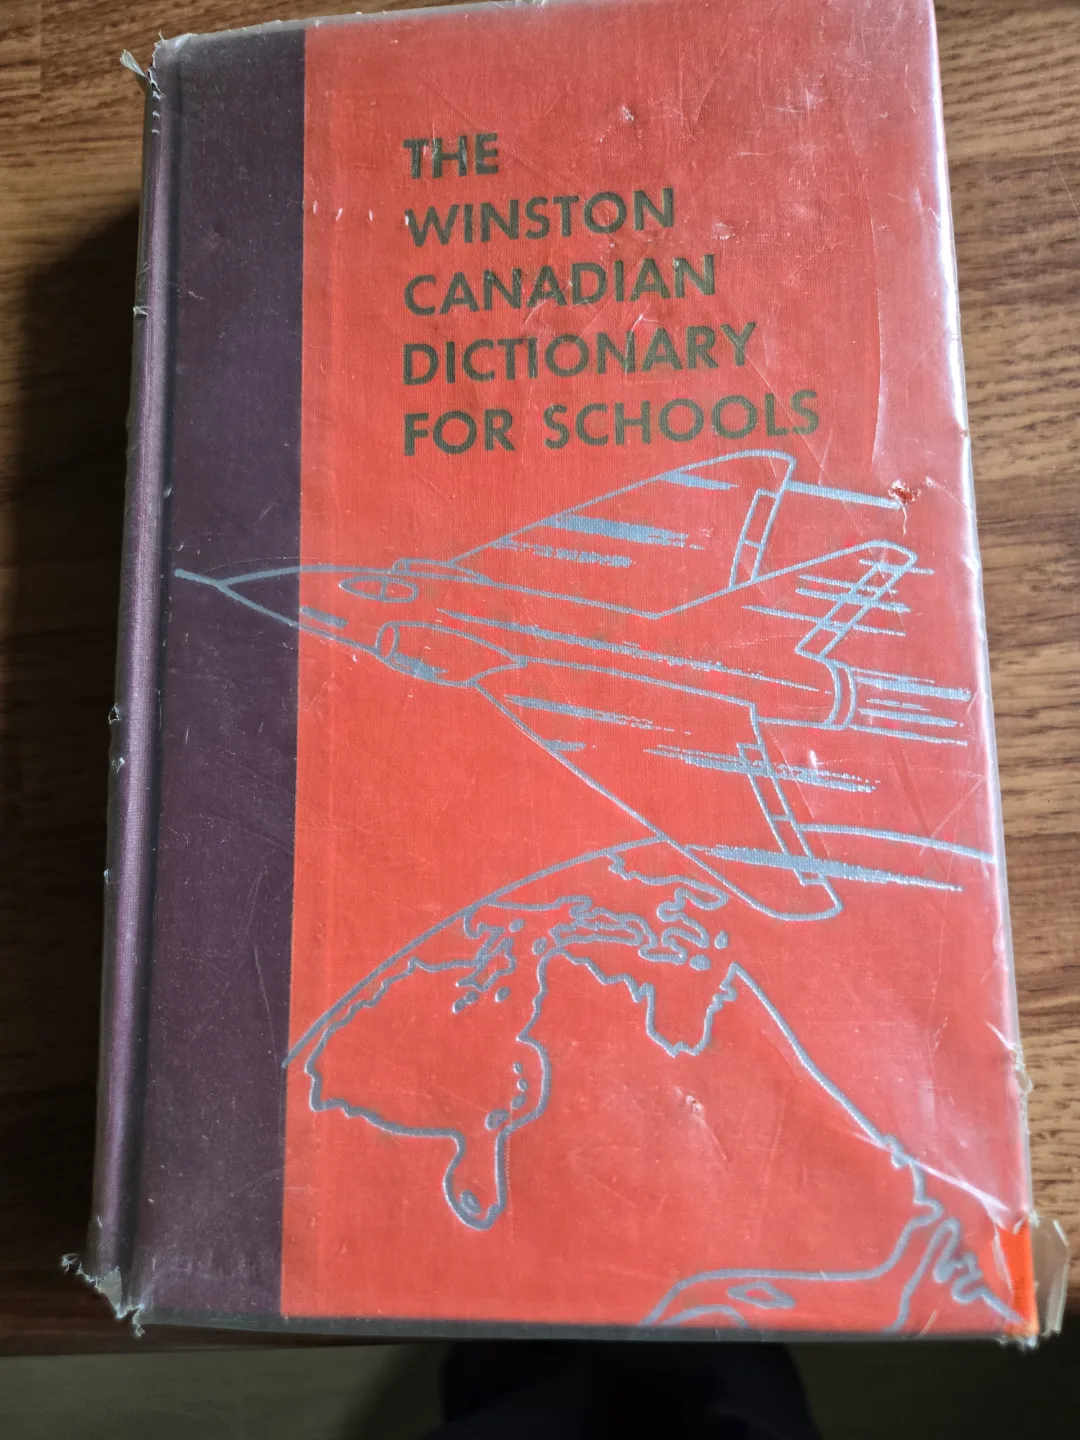 THE
WINSTON
CANADIAN
DICTIONARY
FOR SCHOOLS